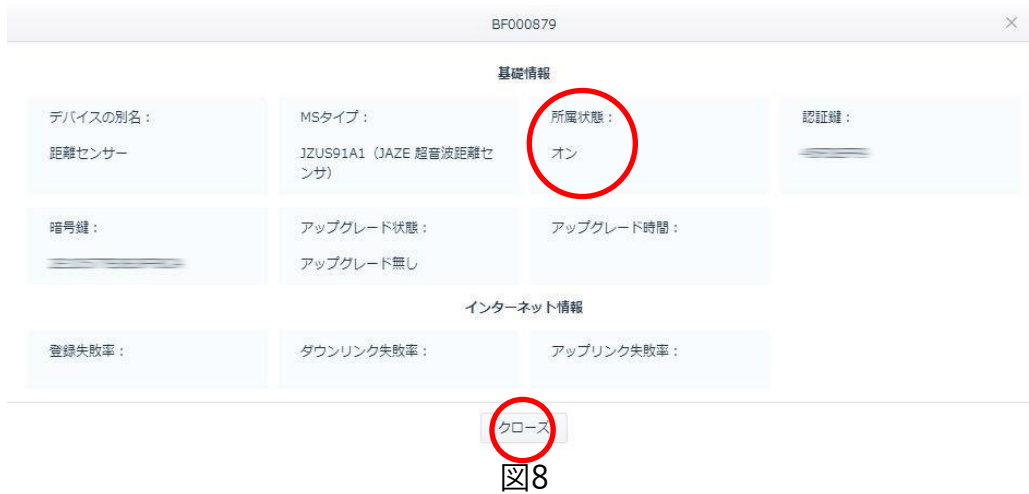 BF000879
基礎情報
デバイスの別名：
MSタイプ：
所属状態：
認証鍵：
距離センサー
JZUS91A1（JAZE 超音波距離セ
ンサ）
オン
暗号鍵：
アップグレード状態：
アップグレード時間：
アップグレード無し
インターネット情報
登録失敗率：
ダウンリンク失敗率：
アップリンク失敗率：
クローズ
図8